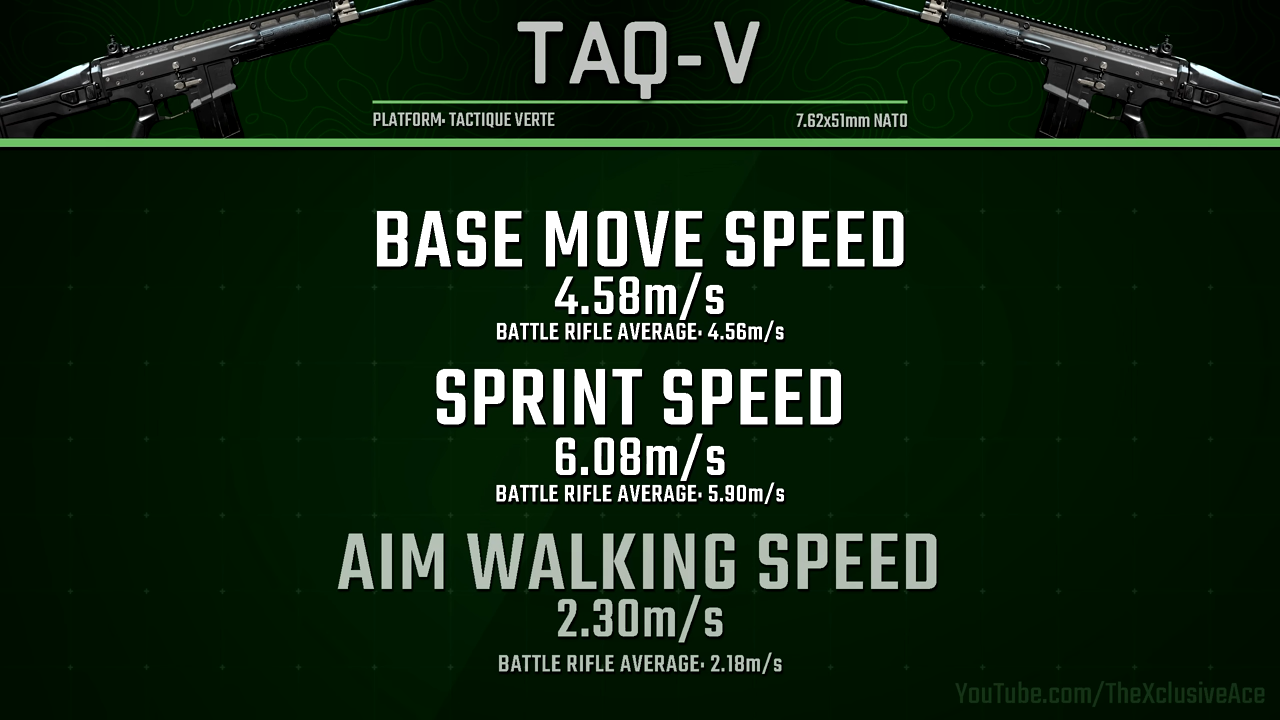 TAQ-V
PLATFORM: TACTIQUE VERTE
7.62x51mm NATO
BASE MOVE SPEED
4.58m/s
BATTLE RIFLE AVERAGE: 4.56m/s
SPRINT SPEED
6.08m/s
BATTLE RIFLE AVERAGE: 5.90m/s
AIM WALKING SPEED
2.30m/s
BATTLE RIFLE AVERAGE: 2.18m/s
YouTube.com/TheXclusiveAce